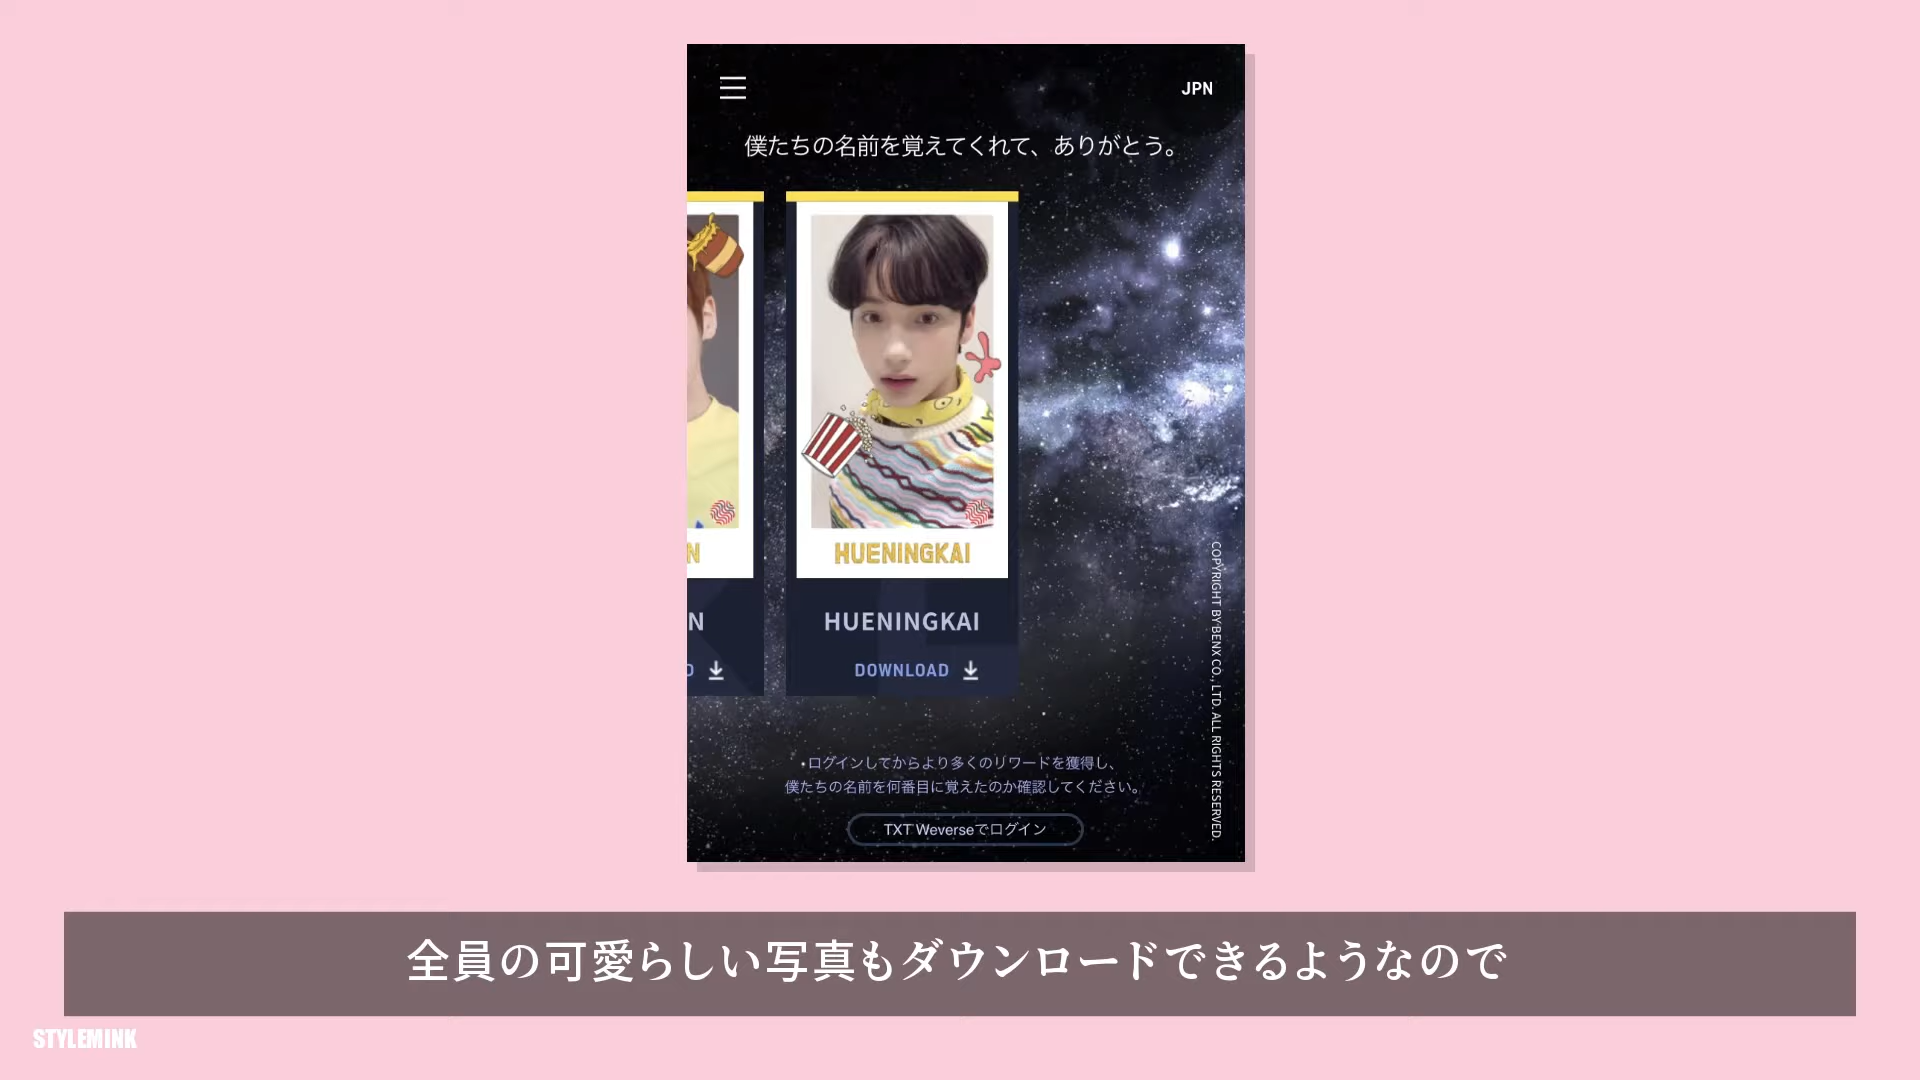 JPN
僕たちの名前を覚えてくれて、ありがとう。
N
HUENINGKAI
N
HUENINGKAI
D
DOWNLOAD
•ログインしてからより多くのリワードを獲得し、
僕たちの名前を何番目に覚えたのか確認してください。
TXT Weverseでログイン
COPYRIGHT BY BENX CO., LTD. ALL RIGHTS RESERVED.
全員の可愛らしい写真もダウンロードできるようなので
STYLEMINK